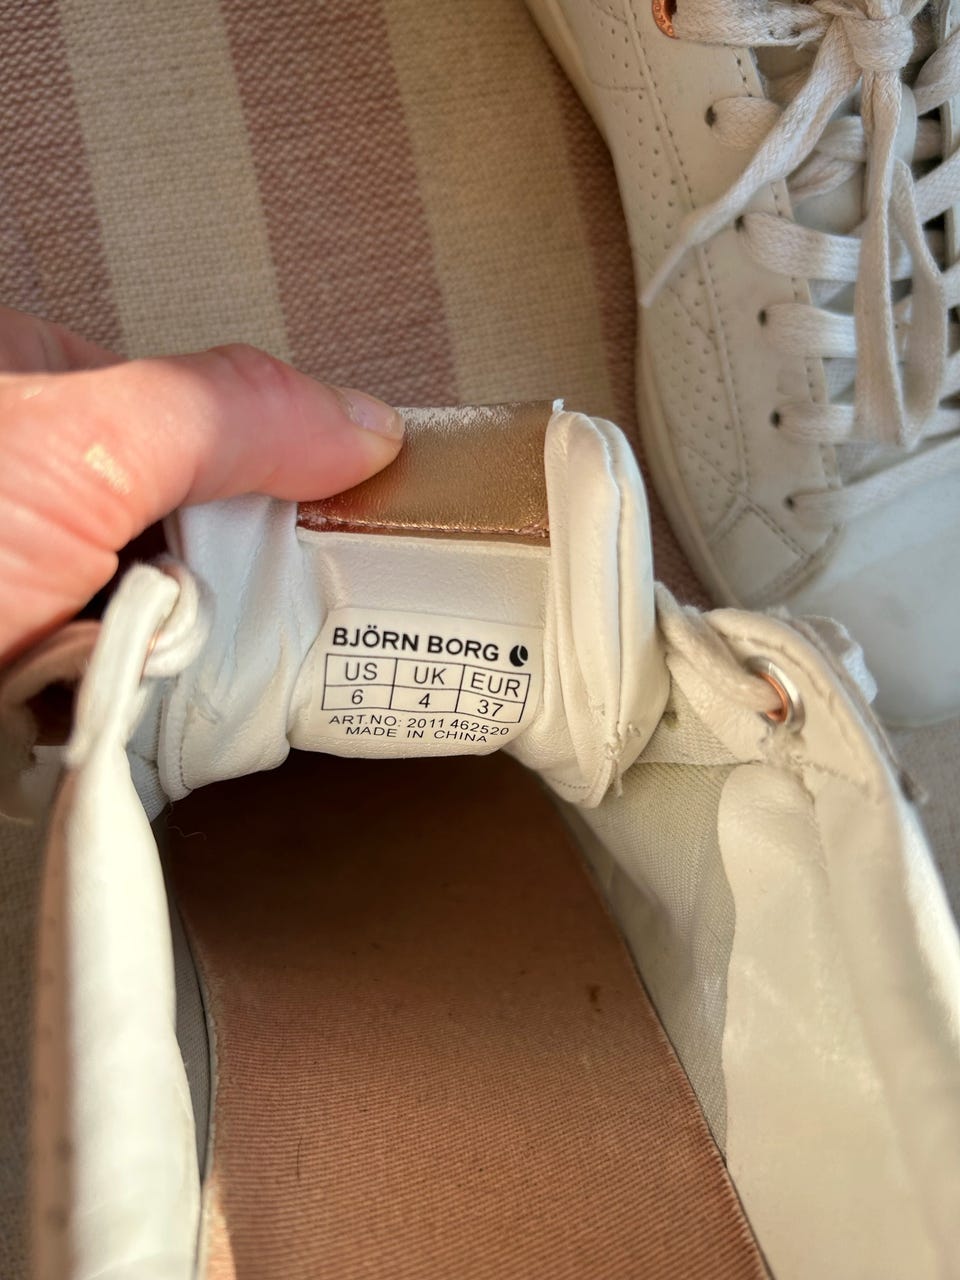 BJÖRN BORG
US UK EUR
6 4 37
ART.NO: 2011 462520
MADE IN CHINA